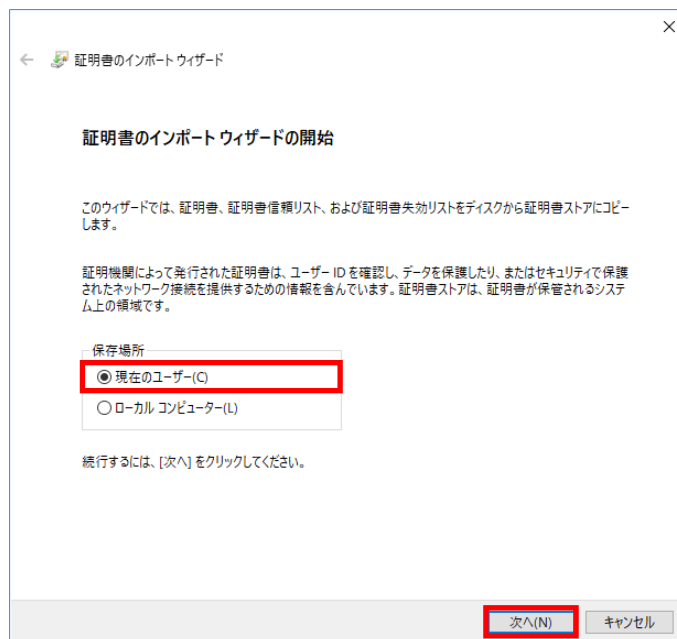 証明書のインポート ウィザード
証明書のインポート ウィザードの開始
このウィザードでは、証明書、証明書信頼リスト、および証明書失効リストをディスクから証明書ストアにコピー
します。
証明機関によって発行された証明書は、ユーザー ID を確認し、データを保護したり、またはセキュリティで保護
されたネットワーク接続を提供するための情報を含んでいます。証明書ストアは、証明書が保管されるシステ
ム上の領域です。
保存場所
現在のユーザー(C)
ローカル コンピューター(L)
続行するには、[次へ] をクリックしてください。
次へ(N)
キャンセル